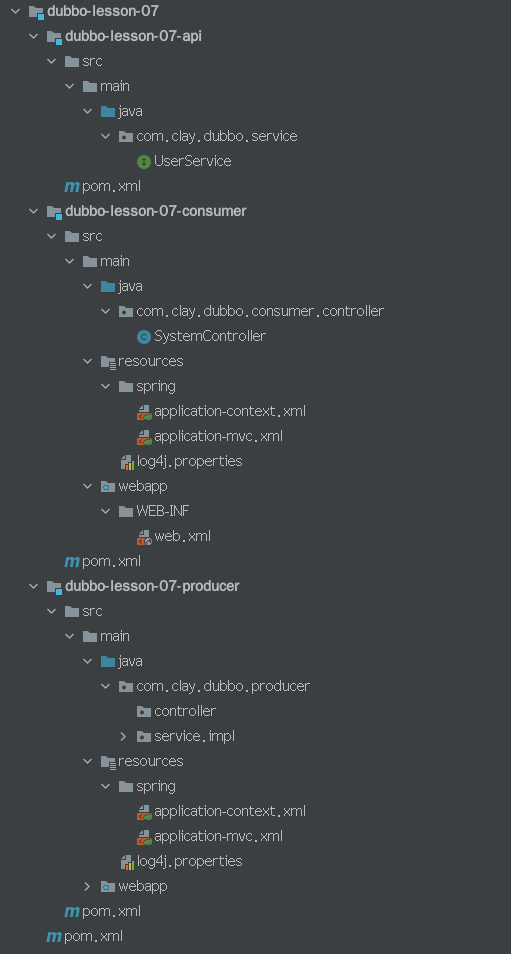 dubbo-lesson-07
dubbo-lesson-07-api
src
main
java
com.clay.dubbo.service
UserService
pom.xml
dubbo-lesson-07-consumer
src
main
java
com.clay.dubbo.consumer.controller
SystemController
resources
spring
application-context.xml
application-mvc.xml
log4j.properties
webapp
WEB-INF
web.xml
pom.xml
dubbo-lesson-07-producer
src
main
java
com.clay.dubbo.producer
controller
service.impl
resources
spring
application-context.xml
application-mvc.xml
log4j.properties
webapp
pom.xml
pom.xml